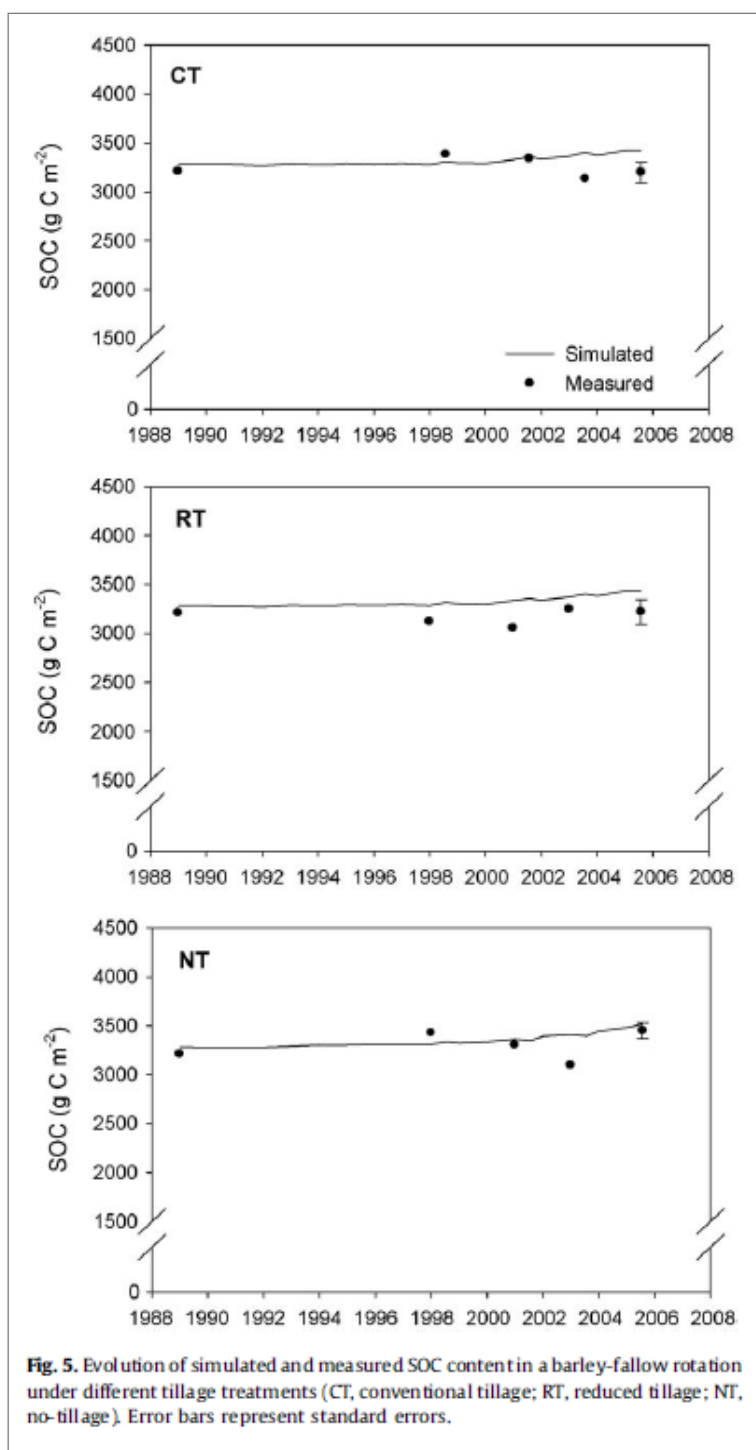 4500
CT
4000
3500
3000
2500
2000
1500
0
SOC (g C m⁻²)
Simulated
Measured
1988 1990 1992 1994 1996 1998 2000 2002 2004 2006 2008
4500
RT
4000
3500
3000
2500
2000
1500
0
SOC (g C m⁻²)
1988 1990 1992 1994 1996 1998 2000 2002 2004 2006 2008
4500
NT
4000
3500
3000
2500
2000
1500
0
SOC (g C m⁻²)
1988 1990 1992 1994 1996 1998 2000 2002 2004 2006 2008
Fig. 5. Evolution of simulated and measured SOC content in a barley-fallow rotation
under different tillage treatments (CT, conventional tillage; RT, reduced tillage; NT,
no-tillage). Error bars represent standard errors.